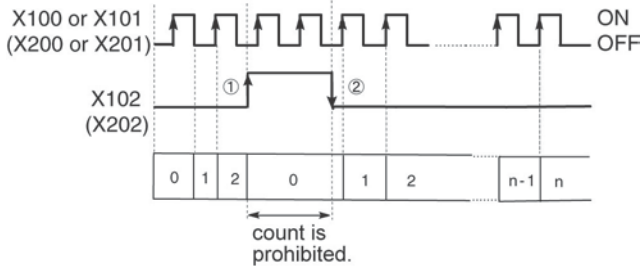 X100 or X101
(X200 or X201)
ON
OFF
① ②
X102
(X202)
0 1 2 0 1 2 n-1 n
count is
prohibited.